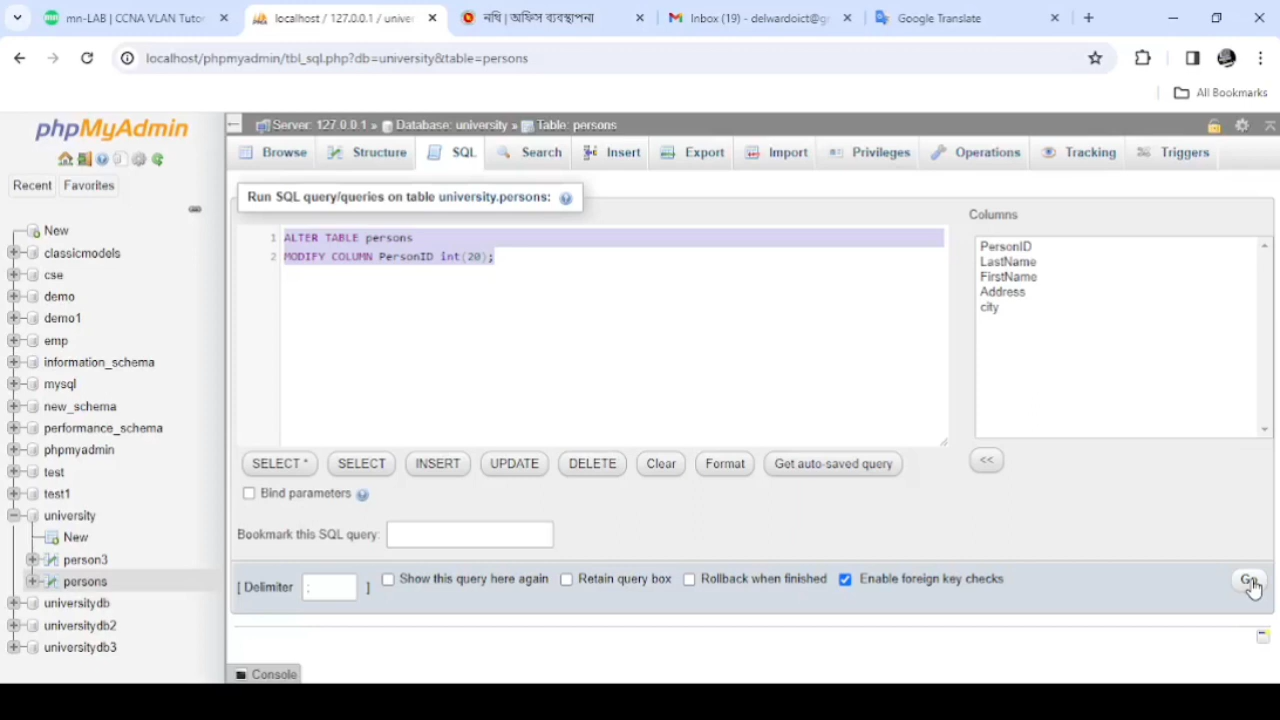 mn-LAB | CCNA VLAN Tutor
localhost / 127.0.0.1 / univer
নথি | অফিস ব্যবস্থাপনা
Inbox (19) - delwardoict@g
Google Translate
localhost/phpmyadmin/tbl_sql.php?db=university&table=persons
All Bookmarks
phpMyAdmin
Recent Favorites
New
classicmodels
cse
demo
demo1
emp
information_schema
mysql
new_schema
performance_schema
phpmyadmin
test
test1
university
New
person3
persons
universitydb
universitydb2
universitydb3
Server: 127.0.0.1 » Database: university » Table: persons
Browse Structure SQL Search Insert Export Import Privileges Operations Tracking Triggers
Run SQL query/queries on table university.persons:
1 ALTER TABLE persons
2 MODIFY COLUMN PersonID int(20);
Columns
PersonID
LastName
FirstName
Address
city
SELECT * SELECT INSERT UPDATE DELETE Clear Format Get auto-saved query <<
Bind parameters
Bookmark this SQL query:
[ Delimiter ; ] Show this query here again Retain query box Rollback when finished Enable foreign key checks Go
Console